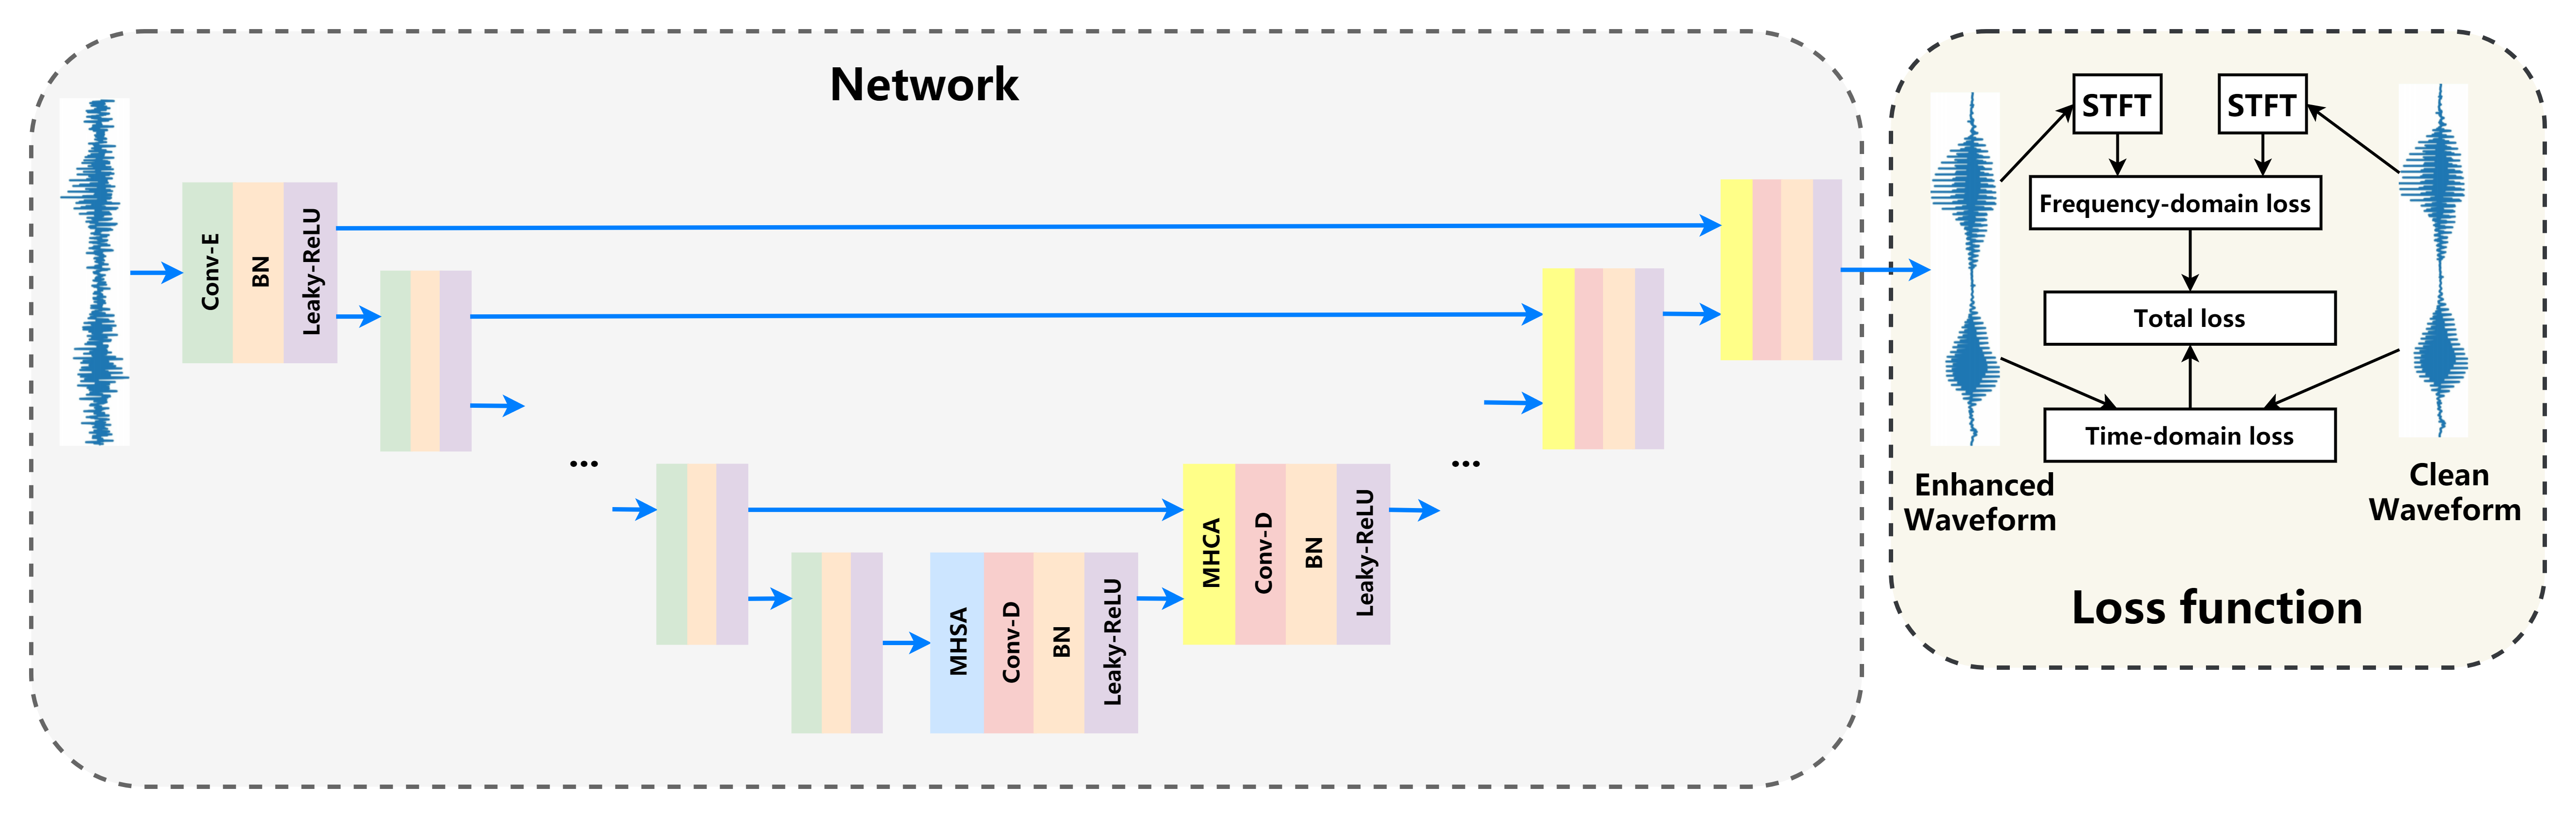 Network
Conv-E
BN
Leaky-ReLU
...
MHSA
Conv-D
BN
Leaky-ReLU
MHCA
Conv-D
BN
Leaky-ReLU
...
STFT
STFT
Frequency-domain loss
Total loss
Time-domain loss
Enhanced
Waveform
Clean
Waveform
Loss function